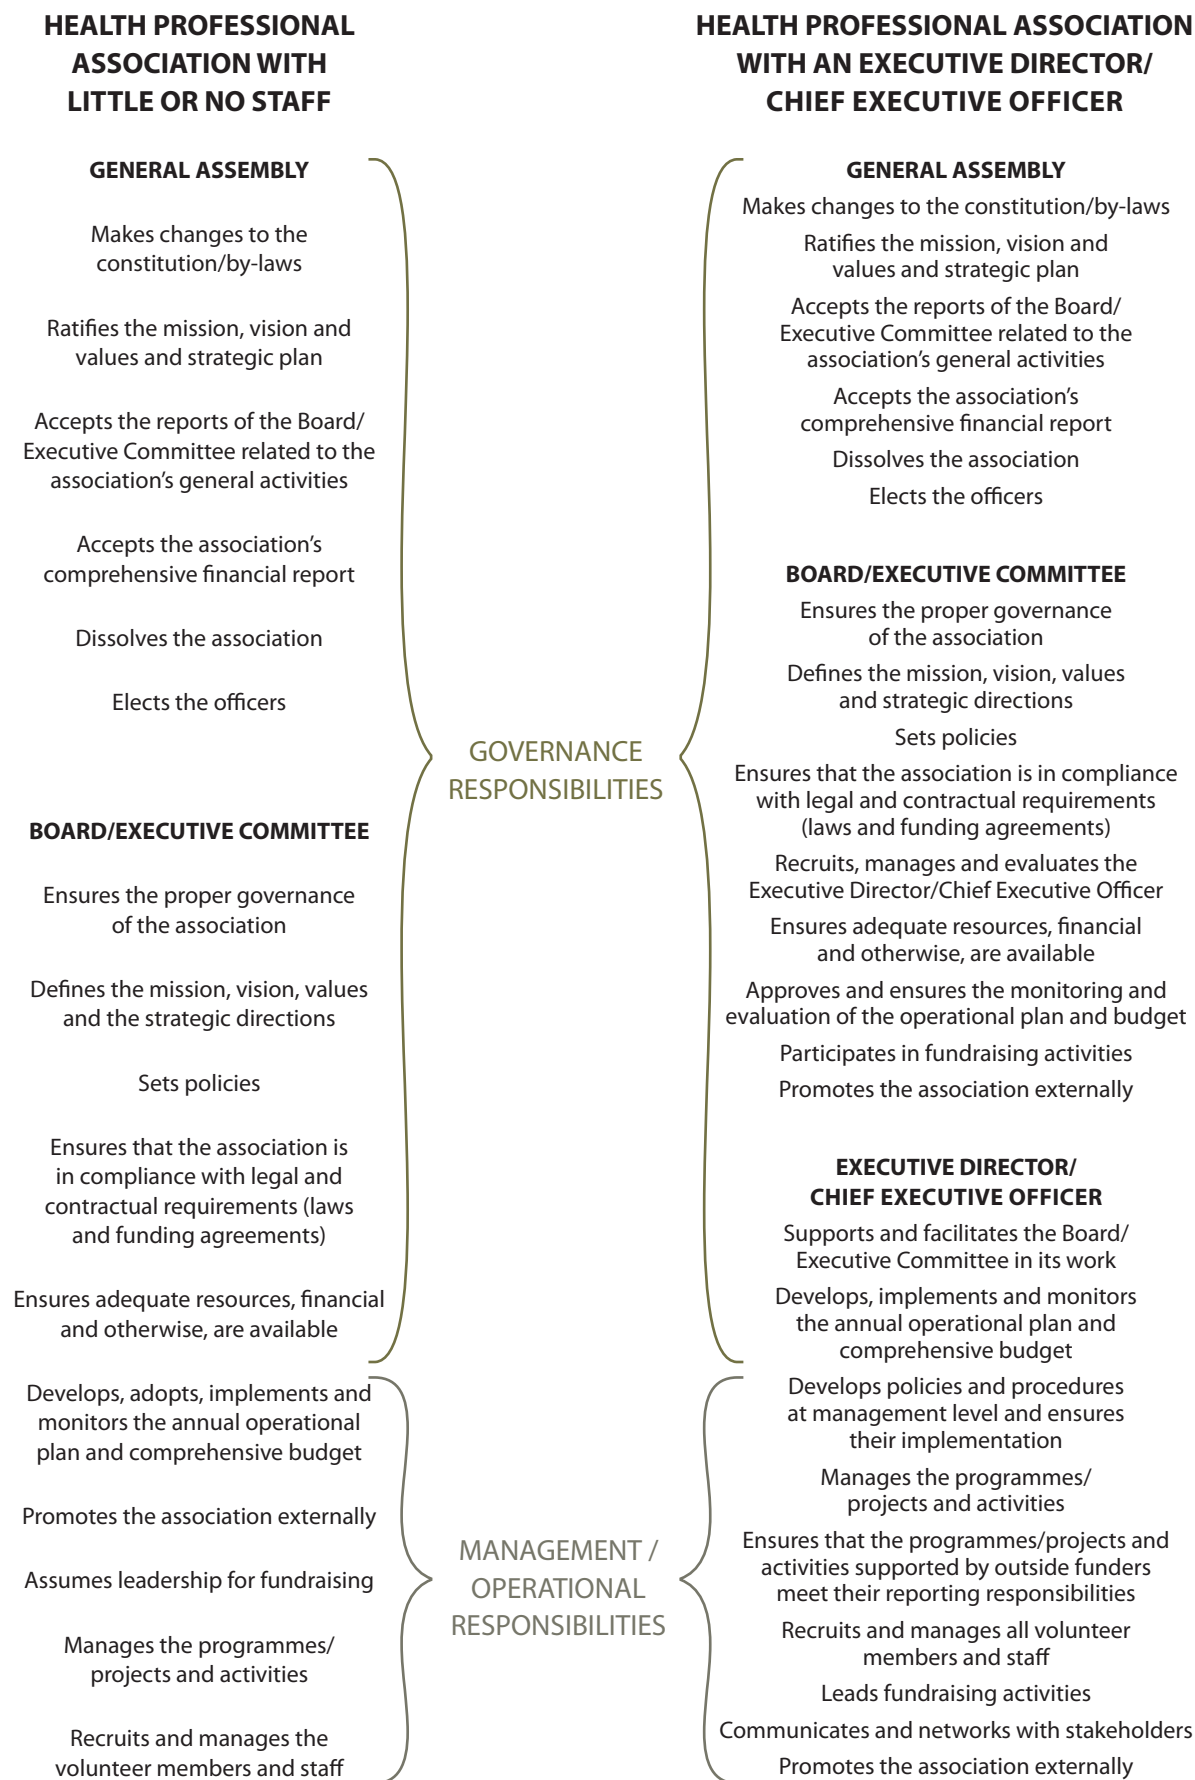 HEALTH PROFESSIONAL
ASSOCIATION WITH
LITTLE OR NO STAFF
GENERAL ASSEMBLY
Makes changes to the
constitution/by-laws
Ratifies the mission, vision and
values and strategic plan
Accepts the reports of the Board/
Executive Committee related to the
association’s general activities
Accepts the association’s
comprehensive financial report
Dissolves the association
Elects the officers
BOARD/EXECUTIVE COMMITTEE
Ensures the proper governance
of the association
Defines the mission, vision, values
and the strategic directions
Sets policies
Ensures that the association is
in compliance with legal and
contractual requirements (laws
and funding agreements)
Ensures adequate resources, financial
and otherwise, are available
Develops, adopts, implements and
monitors the annual operational
plan and comprehensive budget
Promotes the association externally
Assumes leadership for fundraising
Manages the programmes/
projects and activities
Recruits and manages the
volunteer members and staff
GOVERNANCE
RESPONSIBILITIES
MANAGEMENT /
OPERATIONAL
RESPONSIBILITIES
HEALTH PROFESSIONAL ASSOCIATION
WITH AN EXECUTIVE DIRECTOR/
CHIEF EXECUTIVE OFFICER
GENERAL ASSEMBLY
Makes changes to the constitution/by-laws
Ratifies the mission, vision and
values and strategic plan
Accepts the reports of the Board/
Executive Committee related to the
association’s general activities
Accepts the association’s
comprehensive financial report
Dissolves the association
Elects the officers
BOARD/EXECUTIVE COMMITTEE
Ensures the proper governance
of the association
Defines the mission, vision, values
and strategic directions
Sets policies
Ensures that the association is in compliance
with legal and contractual requirements
(laws and funding agreements)
Recruits, manages and evaluates the
Executive Director/Chief Executive Officer
Ensures adequate resources, financial
and otherwise, are available
Approves and ensures the monitoring and
evaluation of the operational plan and budget
Participates in fundraising activities
Promotes the association externally
EXECUTIVE DIRECTOR/
CHIEF EXECUTIVE OFFICER
Supports and facilitates the Board/
Executive Committee in its work
Develops, implements and monitors
the annual operational plan and
comprehensive budget
Develops policies and procedures
at management level and ensures
their implementation
Manages the programmes/
projects and activities
Ensures that the programmes/projects and
activities supported by outside funders
meet their reporting responsibilities
Recruits and manages all volunteer
members and staff
Leads fundraising activities
Communicates and networks with stakeholders
Promotes the association externally